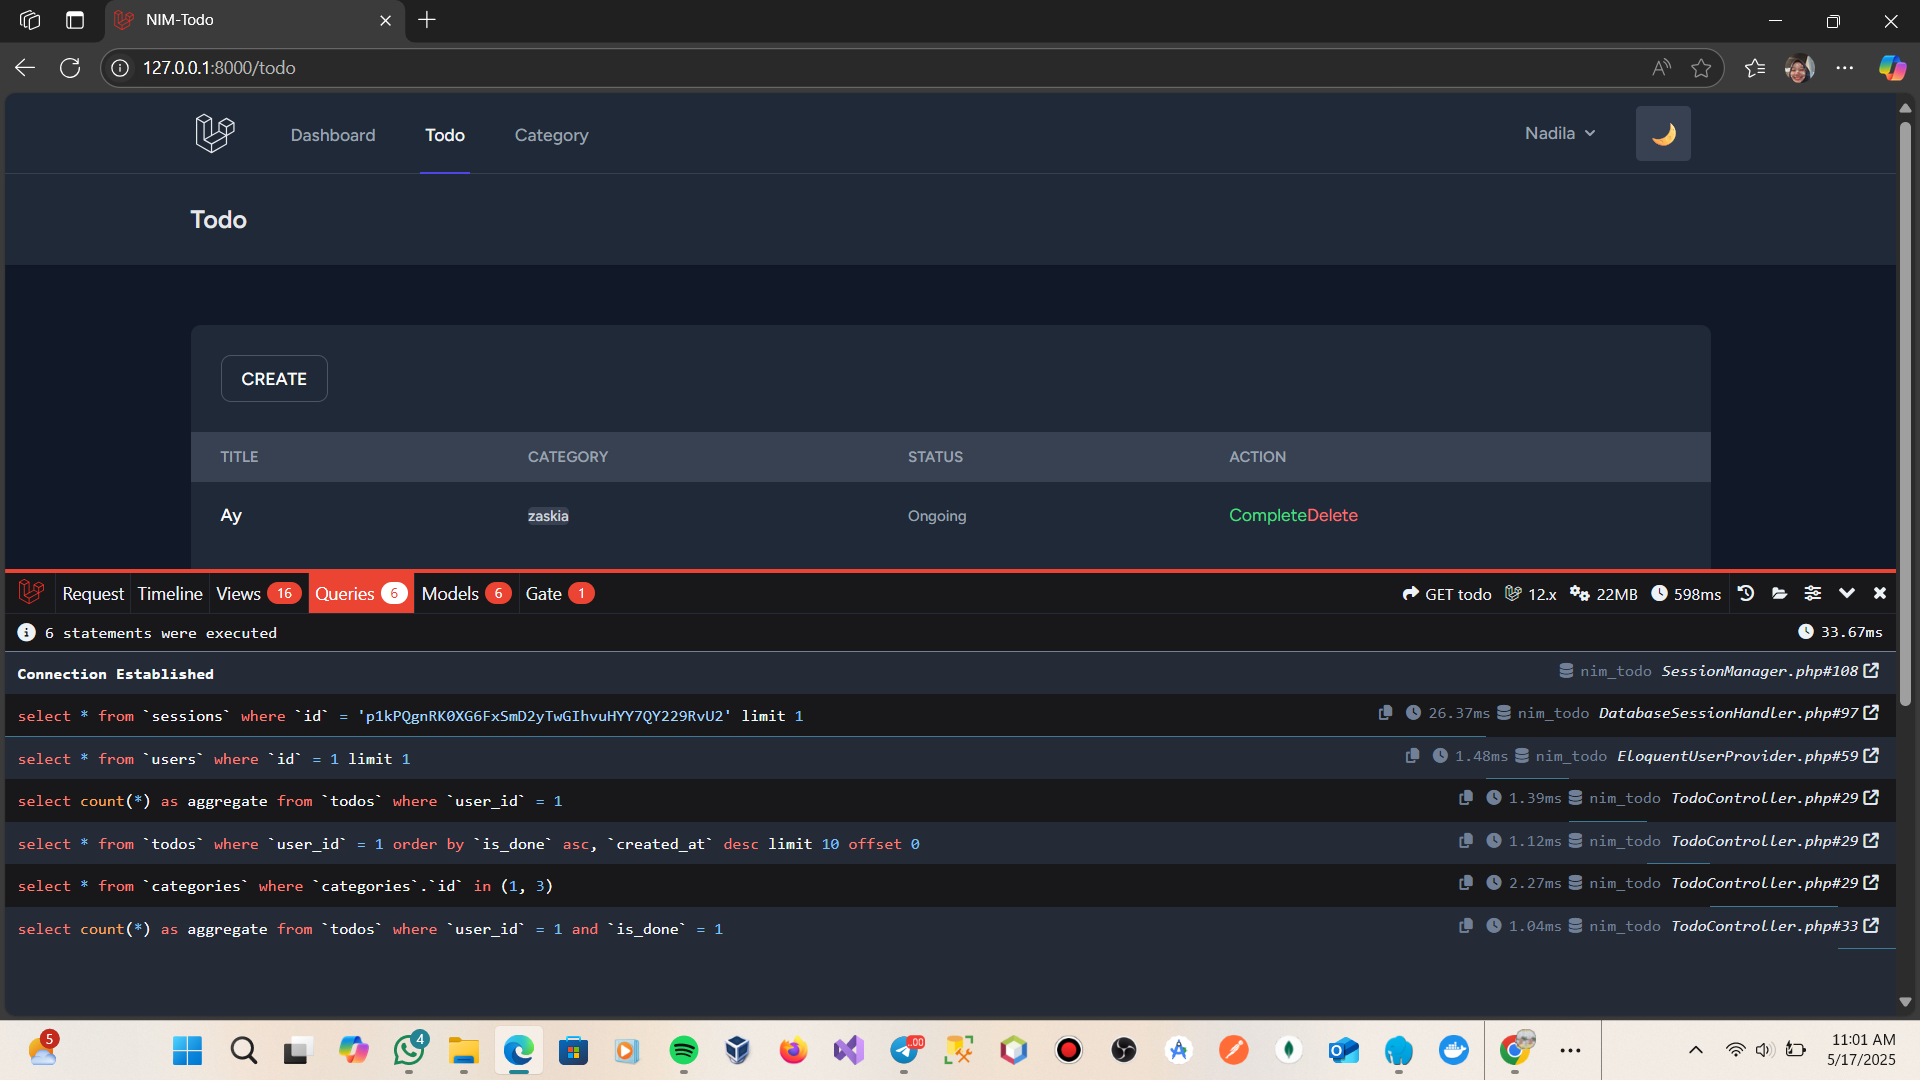 NIM-Todo
127.0.0.1:8000/todo
Dashboard Todo Category Nadila
Todo
CREATE
TITLE CATEGORY STATUS ACTION
Ay zaskia Ongoing CompleteDelete
Request Timeline Views 16 Queries 6 Models 6 Gate 1 GET todo 12.x 22MB 598ms
6 statements were executed 33.67ms
Connection Established nim_todo SessionManager.php#108
select * from `sessions` where `id` = 'p1kPQgnRK0XG6FxSmD2yTwGIhvuHYY7QY229RvU2' limit 1 26.37ms nim_todo DatabaseSessionHandler.php#97
select * from `users` where `id` = 1 limit 1 1.48ms nim_todo EloquentUserProvider.php#59
select count(*) as aggregate from `todos` where `user_id` = 1 1.39ms nim_todo TodoController.php#29
select * from `todos` where `user_id` = 1 order by `is_done` asc, `created_at` desc limit 10 offset 0 1.12ms nim_todo TodoController.php#29
select * from `categories` where `categories`.`id` in (1, 3) 2.27ms nim_todo TodoController.php#29
select count(*) as aggregate from `todos` where `user_id` = 1 and `is_done` = 1 1.04ms nim_todo TodoController.php#33
5 4 .00 11:01 AM
5/17/2025